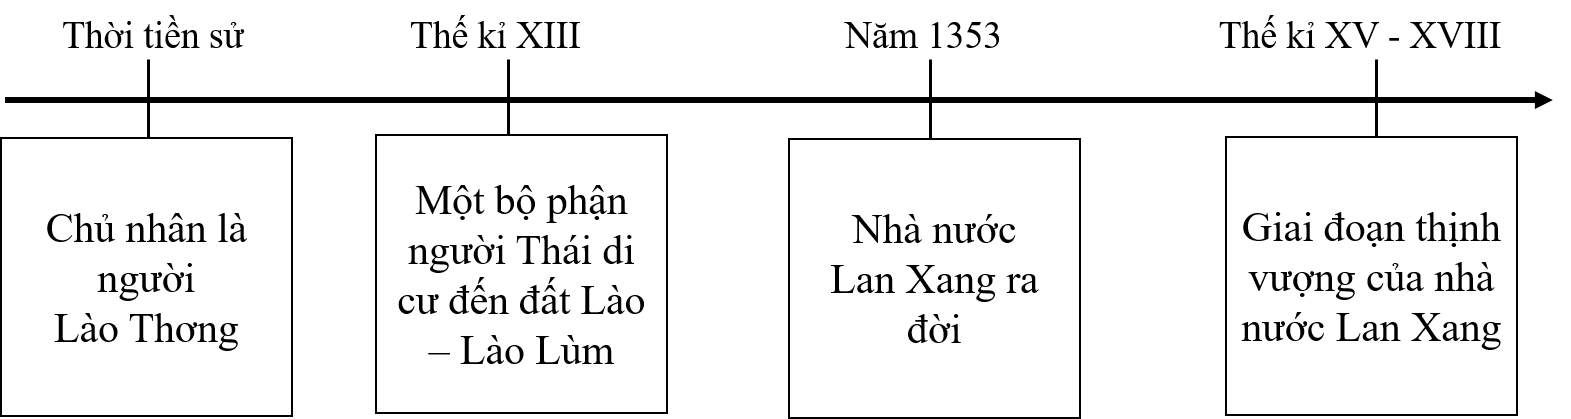 Thời tiền sử
Thế kỉ XIII
Năm 1353
Thế kỉ XV - XVIII
Chủ nhân là
người
Lào Thơng
Một bộ phận
người Thái di
cư đến đất Lào
– Lào Lùm
Nhà nước
Lan Xang ra
đời
Giai đoạn thịnh
vượng của nhà
nước Lan Xang